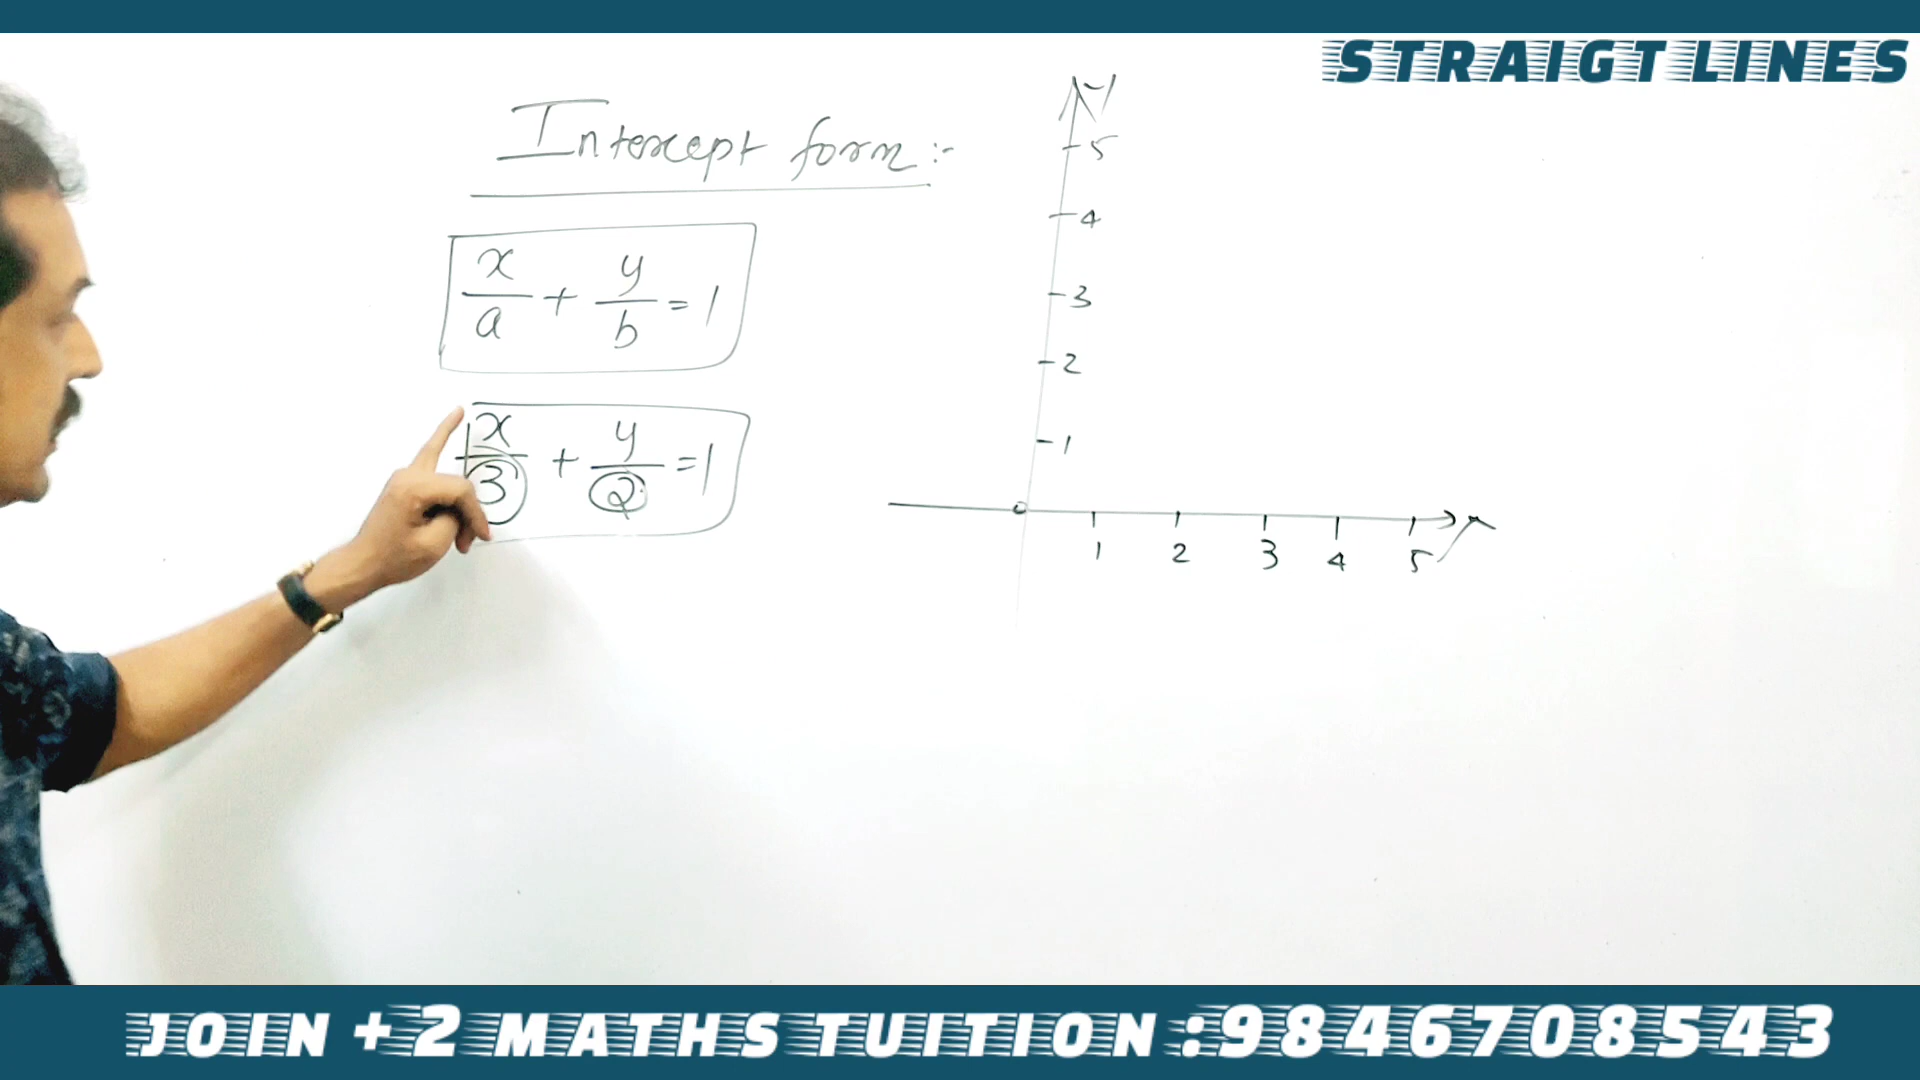 STRAIGT LINES
Intercept form:-
x/a + y/b = 1
x/3 + y/2 = 1
Y
5
4
3
2
1
0
1 2 3 4 5 X
JOIN +2 MATHS TUITION :9846708543